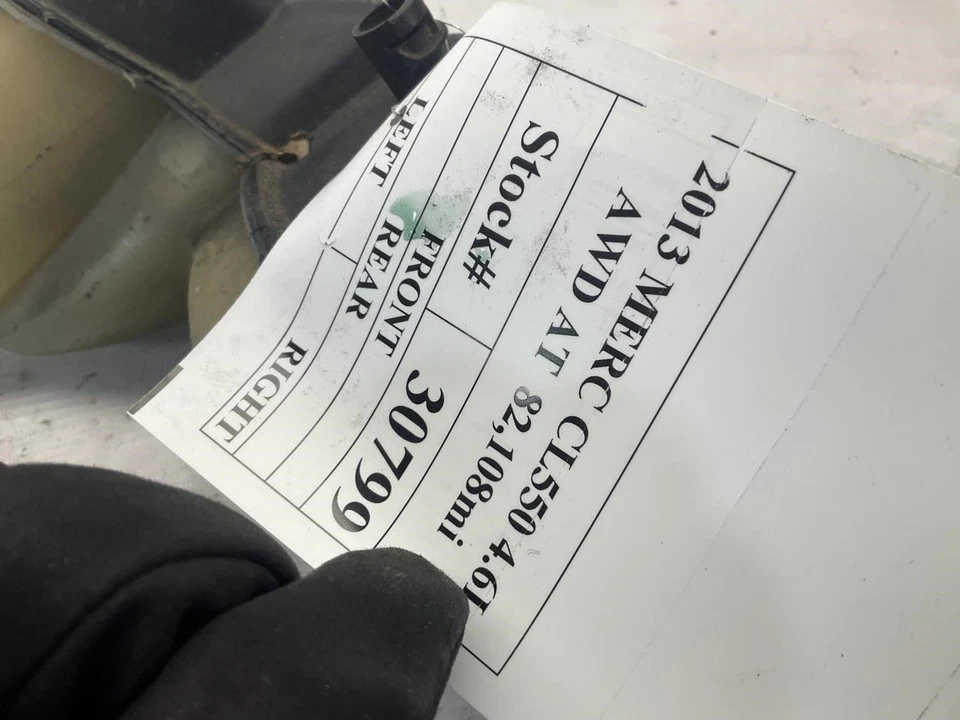 2013 MERC CL550 4.6L
AWD AT 82,108mi
Stock# 30799
FRONT
REAR
LEFT RIGHT